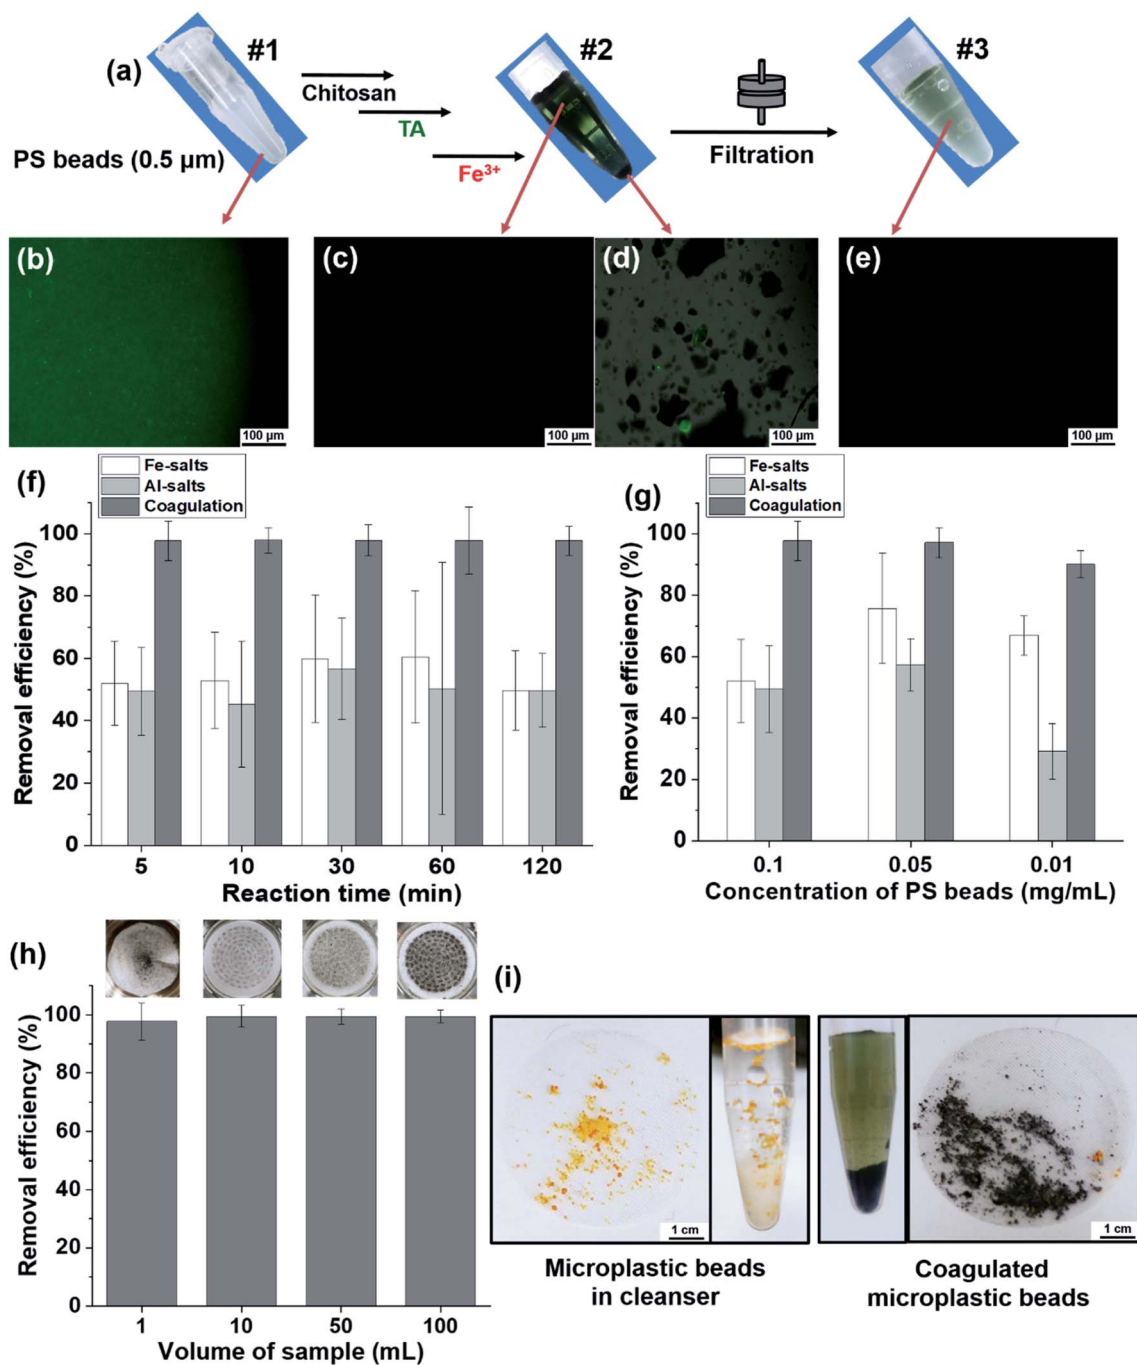 (a)
#1
#2
#3
Chitosan
TA
Fe³⁺
Filtration
PS beads (0.5 µm)
(b)
100 µm
(c)
100 µm
(d)
100 µm
(e)
100 µm
(f)
Fe-salts
Al-salts
Coagulation
Removal efficiency (%)
100
80
60
40
20
0
5 10 30 60 120
Reaction time (min)
(g)
Fe-salts
Al-salts
Coagulation
Removal efficiency (%)
100
80
60
40
20
0
0.1 0.05 0.01
Concentration of PS beads (mg/mL)
(h)
Removal efficiency (%)
100
80
60
40
20
0
1 10 50 100
Volume of sample (mL)
(i)
1 cm
1 cm
Microplastic beads
in cleanser
Coagulated
microplastic beads